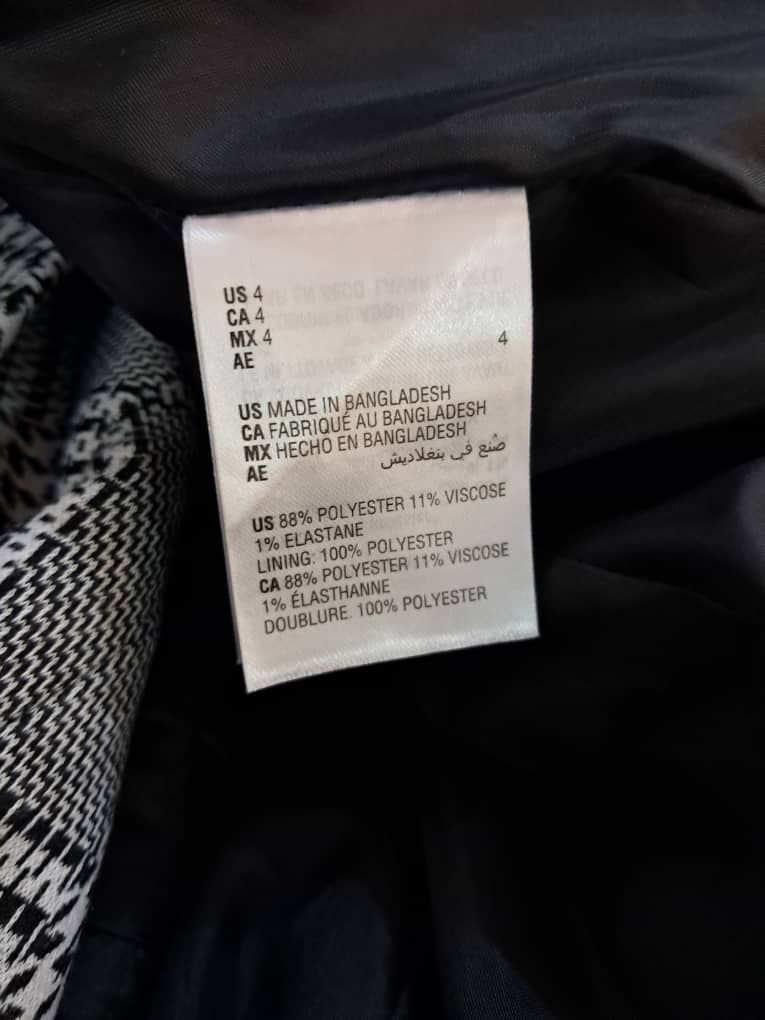 US 4
CA 4
MX 4
AE 4
US MADE IN BANGLADESH
CA FABRIQUÉ AU BANGLADESH
MX HECHO EN BANGLADESH
AE صُنع في بنغلاديش
US 88% POLYESTER 11% VISCOSE
1% ELASTANE
LINING: 100% POLYESTER
CA 88% POLYESTER 11% VISCOSE
1% ÉLASTHANNE
DOUBLURE. 100% POLYESTER